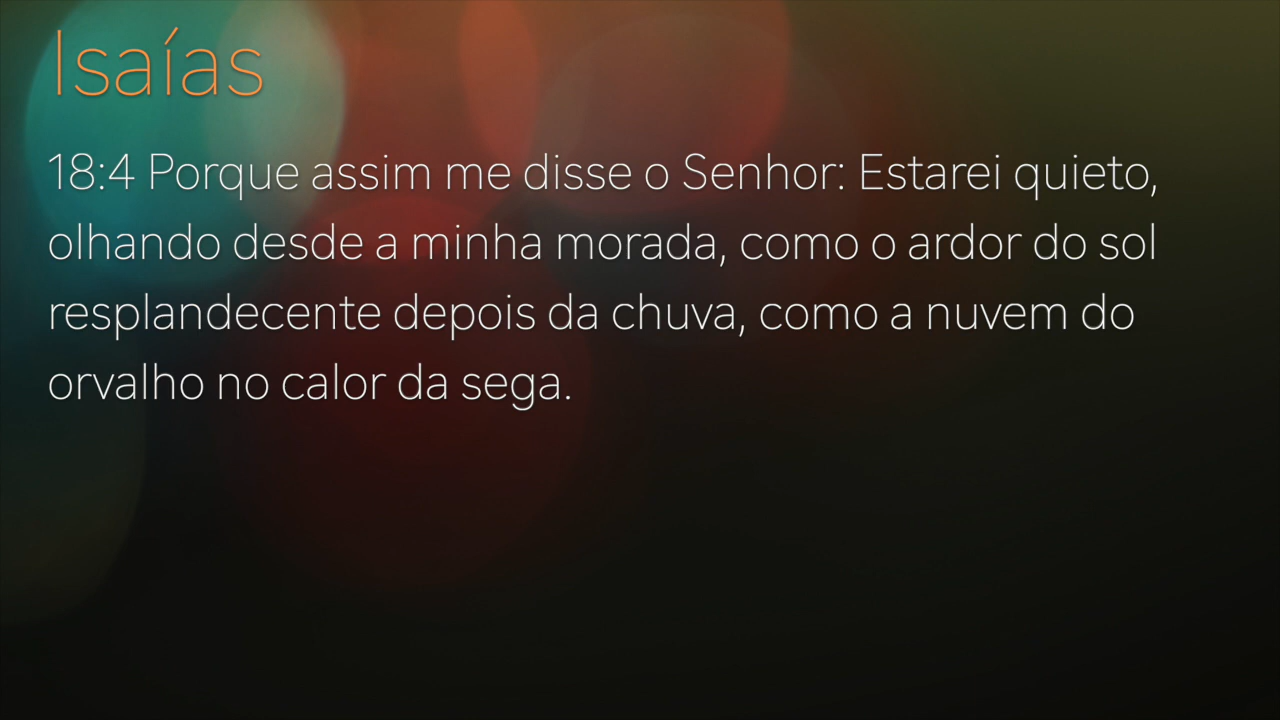 Isaías
18:4 Porque assim me disse o Senhor: Estarei quieto,
olhando desde a minha morada, como o ardor do sol
resplandecente depois da chuva, como a nuvem do
orvalho no calor da sega.